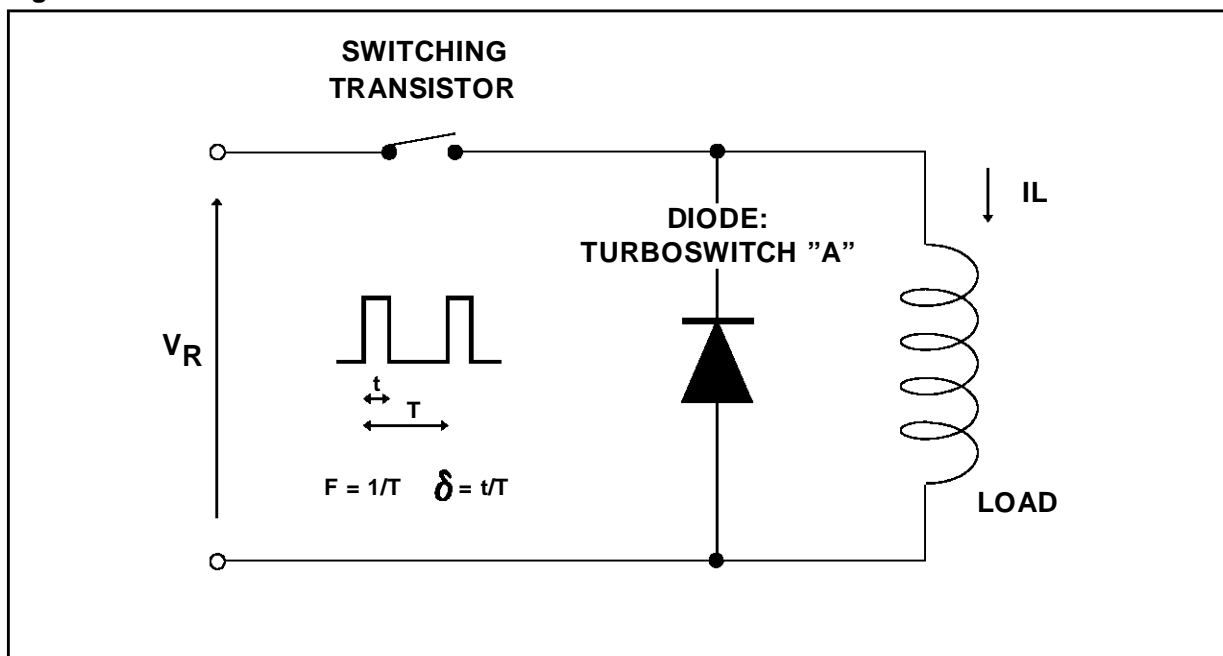 SWITCHING
TRANSISTOR
IL
DIODE:
TURBOSWITCH ”A”
VR
t
T
F = 1/T δ = t/T
LOAD